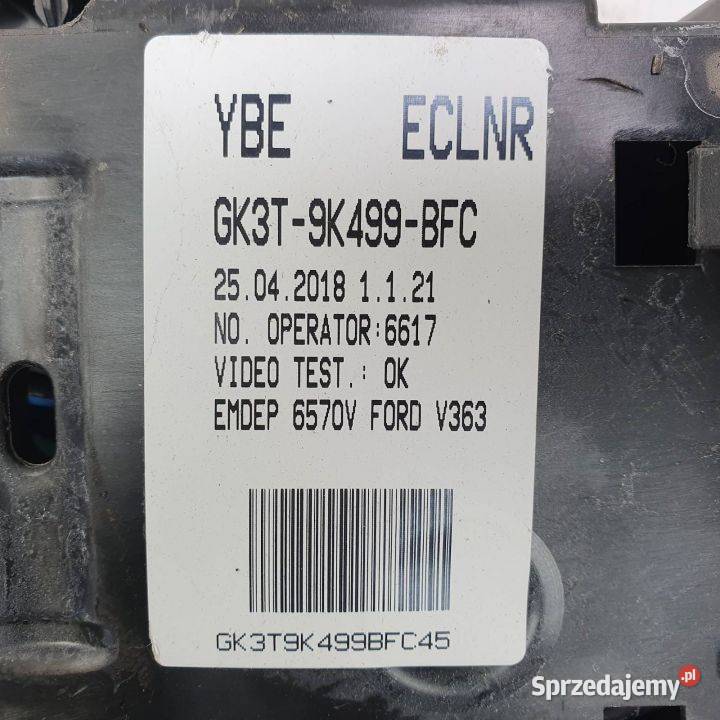 YBE ECLNR
GK3T-9K499-BFC
25.04.2018 1.1.21
NO. OPERATOR:6617
VIDEO TEST.: OK
EMDEP 6570V FORD V363
GK3T9K499BFC45
Sprzedajemy.pl